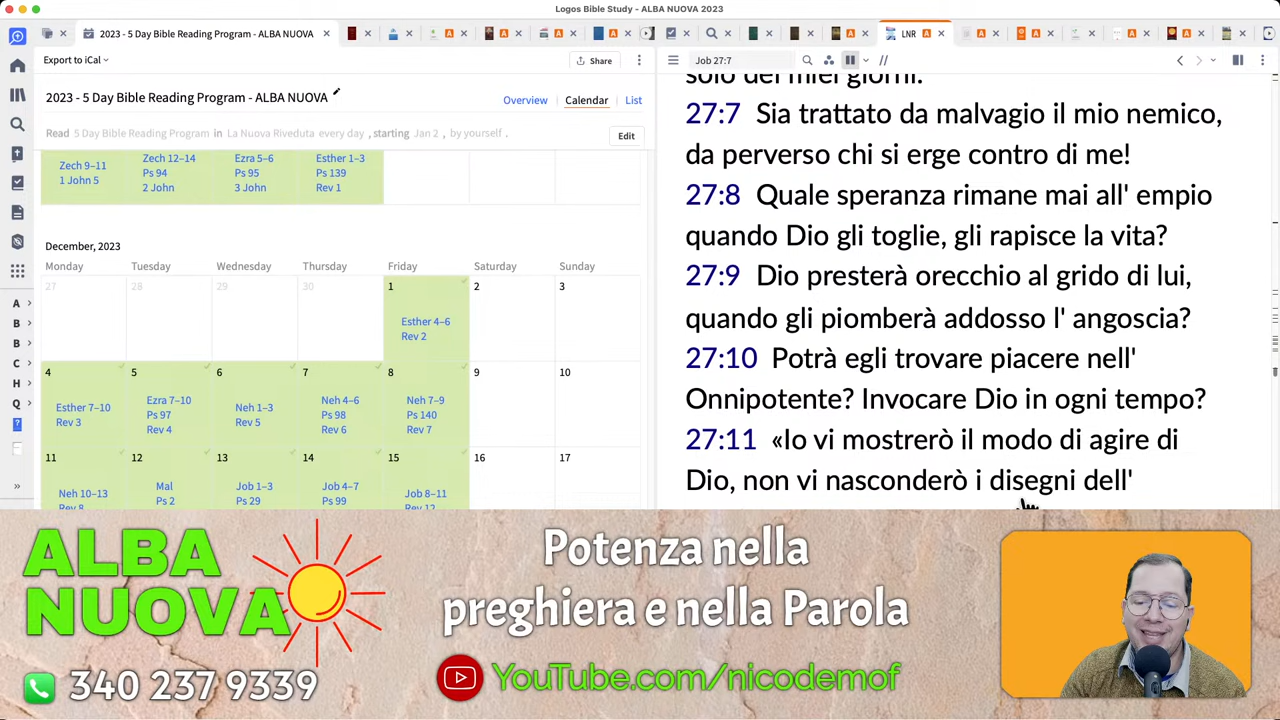 Logos Bible Study - ALBA NUOVA 2023
2023 - 5 Day Bible Reading Program - ALBA NUOVA
LNR
Export to iCal
Share
2023 - 5 Day Bible Reading Program - ALBA NUOVA
Overview
Calendar
List
Read 5 Day Bible Reading Program in La Nuova Riveduta every day , starting Jan 2 , by yourself .
Edit
Zech 9–11
1 John 5
Zech 12–14
Ps 94
2 John
Ezra 5–6
Ps 95
3 John
Esther 1–3
Ps 139
Rev 1
December, 2023
Monday Tuesday Wednesday Thursday Friday Saturday Sunday
27 28 29 30 1 2 3
Esther 4–6
Rev 2
4 5 6 7 8 9 10
Esther 7–10
Rev 3
Ezra 7–10
Ps 97
Rev 4
Neh 1–3
Rev 5
Neh 4–6
Ps 98
Rev 6
Neh 7–9
Ps 140
Rev 7
11 12 13 14 15 16 17
Neh 10–13
Rev 8
Mal
Ps 2
Job 1–3
Ps 29
Job 4–7
Ps 99
Job 8–11
Rev 12
A
B
B
C
H
Q
Job 27:7
solo dei miei giorni.
27:7 Sia trattato da malvagio il mio nemico,
da perverso chi si erge contro di me!
27:8 Quale speranza rimane mai all' empio
quando Dio gli toglie, gli rapisce la vita?
27:9 Dio presterà orecchio al grido di lui,
quando gli piomberà addosso l' angoscia?
27:10 Potrà egli trovare piacere nell'
Onnipotente? Invocare Dio in ogni tempo?
27:11 «Io vi mostrerò il modo di agire di
Dio, non vi nasconderò i disegni dell'
ALBA
NUOVA
340 237 9339
Potenza nella
preghiera e nella Parola
YouTube.com/nicodemof